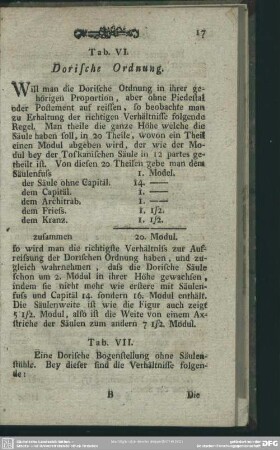 17
Tab. VI.
Dorische Ordnung.
Will man die Dorische Ordnung in ihrer ge-
hörigen Proportion, aber ohne Piedestal
oder Postement auf reissen, so beobachte man
zu Erhaltung der richtigen Verhältnisse folgende
Regel. Man theile die ganze Höhe welche die
Säule haben soll, in 20 Theile, wovon ein Theil
einen Modul abgeben wird, der wie der Mo-
dul bey der Toskanischen Säule in 12 partes ge-
theilt ist. Von diesen 20 Theilen gebe man dem
Säulenfuss 1. Model.
der Säule ohne Capitäl. 14. —
dem Capitäl. 1. —
dem Architräb. 1. —
dem Friess. 1. 1/2.
dem Kranz. 1. 1/2.
zusammen 20. Modul.
so wird man die richtigste Verhältniss zur Auf-
reissung der Dorischen Ordnung haben, und zu-
gleich wahrnehmen, dass die Dorische Säule
schon um 2. Modul in ihrer Höhe gewachsen,
indem sie nicht mehr wie erstere mit Säulen-
fuss und Capitäl 14. sondern 16. Modul enthält.
Die Säulenweite ist wie die Figur auch zeigt
5 1/2. Modul, also ist die Weite von einem Ax-
striche der Säulen zum andern 7 1/2. Modul.
Tab. VII.
Eine Dorische Bogenstellung ohne Säulen-
stühle. Bey dieser sind die Verhältnisse folgen-
de:
B Die